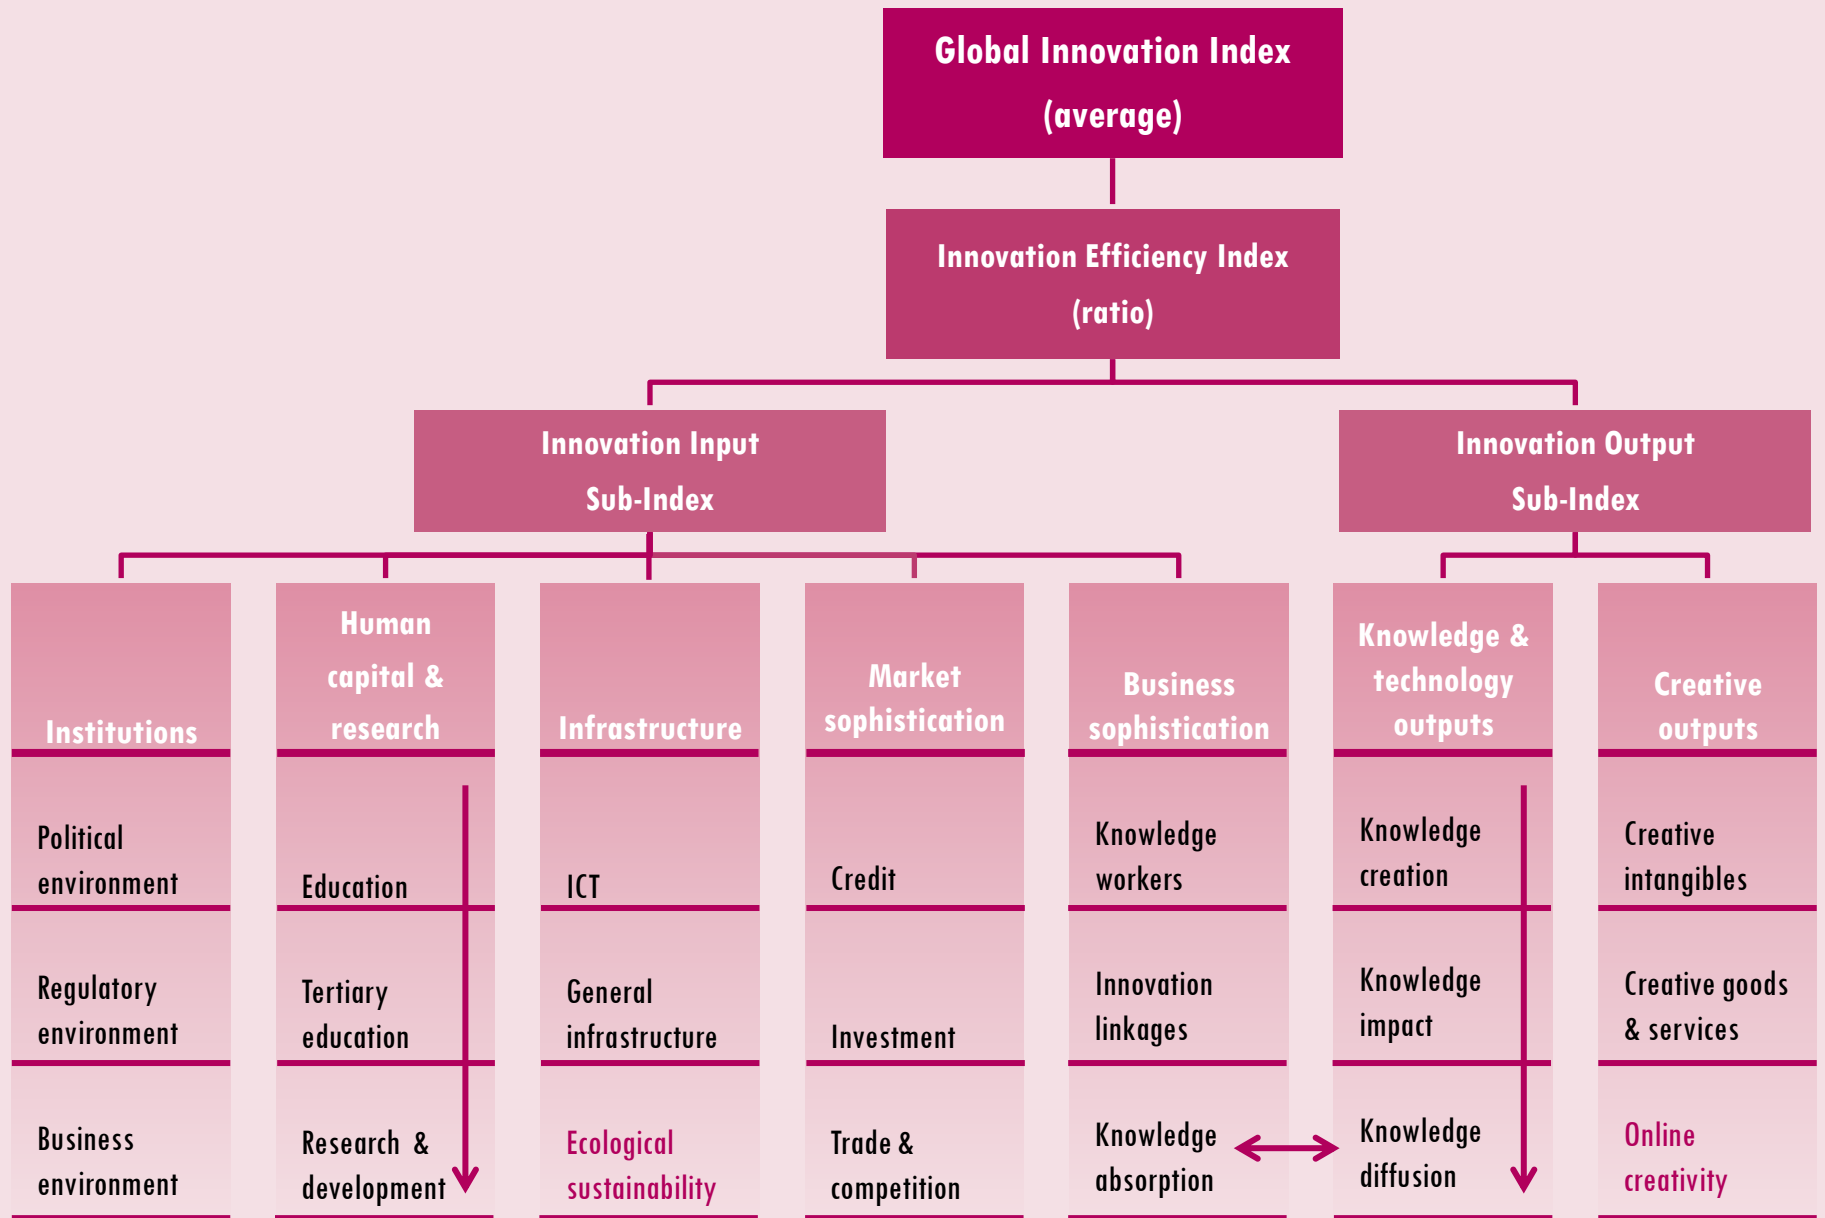 Global Innovation Index
(average)
Innovation Efficiency Index
(ratio)
Innovation Input
Sub-Index
Innovation Output
Sub-Index
Institutions
Human
capital &
research
Infrastructure
Market
sophistication
Business
sophistication
Knowledge &
technology
outputs
Creative
outputs
Political
environment
Education
ICT
Credit
Knowledge
workers
Knowledge
creation
Creative
intangibles
Regulatory
environment
Tertiary
education
General
infrastructure
Investment
Innovation
linkages
Knowledge
impact
Creative goods
& services
Business
environment
Research &
development
Ecological
sustainability
Trade &
competition
Knowledge
absorption
Knowledge
diffusion
Online
creativity